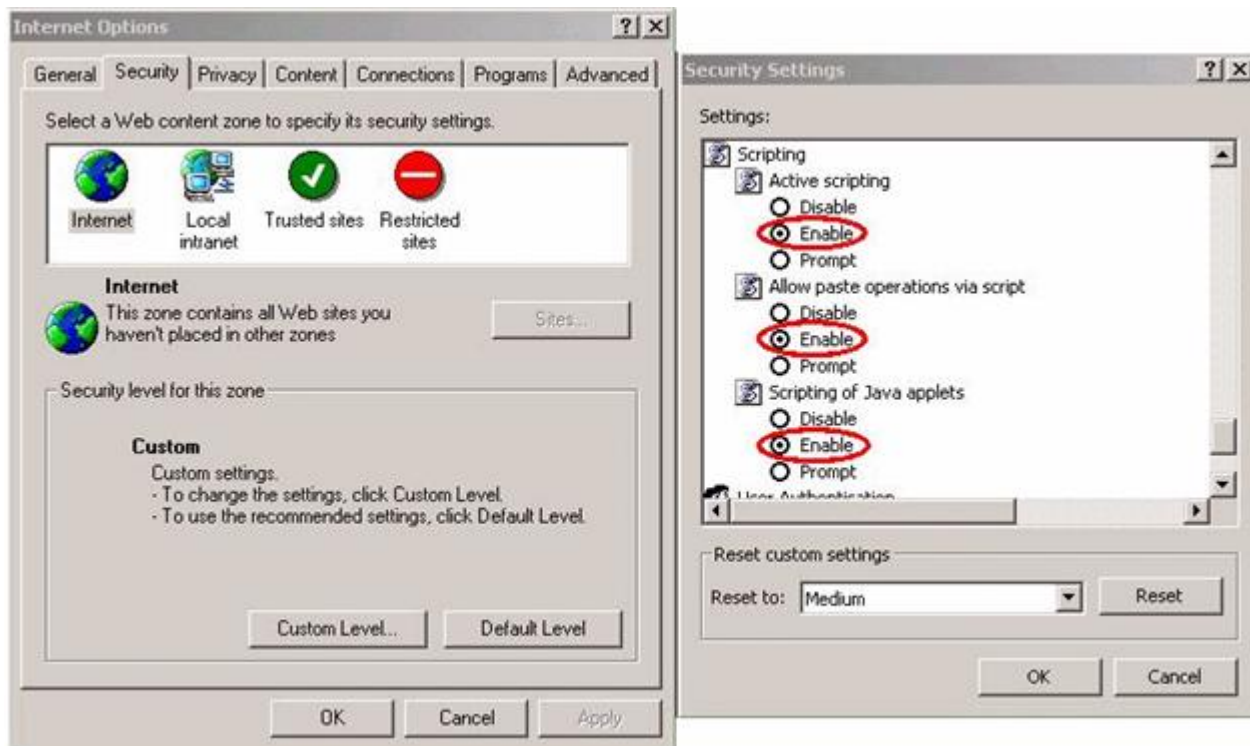 Internet Options
General Security Privacy Content Connections Programs Advanced
Select a Web content zone to specify its security settings.
Internet
Local
intranet
Trusted sites
Restricted
sites
Internet
This zone contains all Web sites you
haven't placed in other zones
Sites...
Security level for this zone
Custom
Custom settings.
- To change the settings, click Custom Level.
- To use the recommended settings, click Default Level.
Custom Level...
Default Level
OK
Cancel
Apply
Security Settings
Settings:
Scripting
Active scripting
Disable
Enable
Prompt
Allow paste operations via script
Disable
Enable
Prompt
Scripting of Java applets
Disable
Enable
Prompt
User Authentication
Reset custom settings
Reset to: Medium
Reset
OK
Cancel